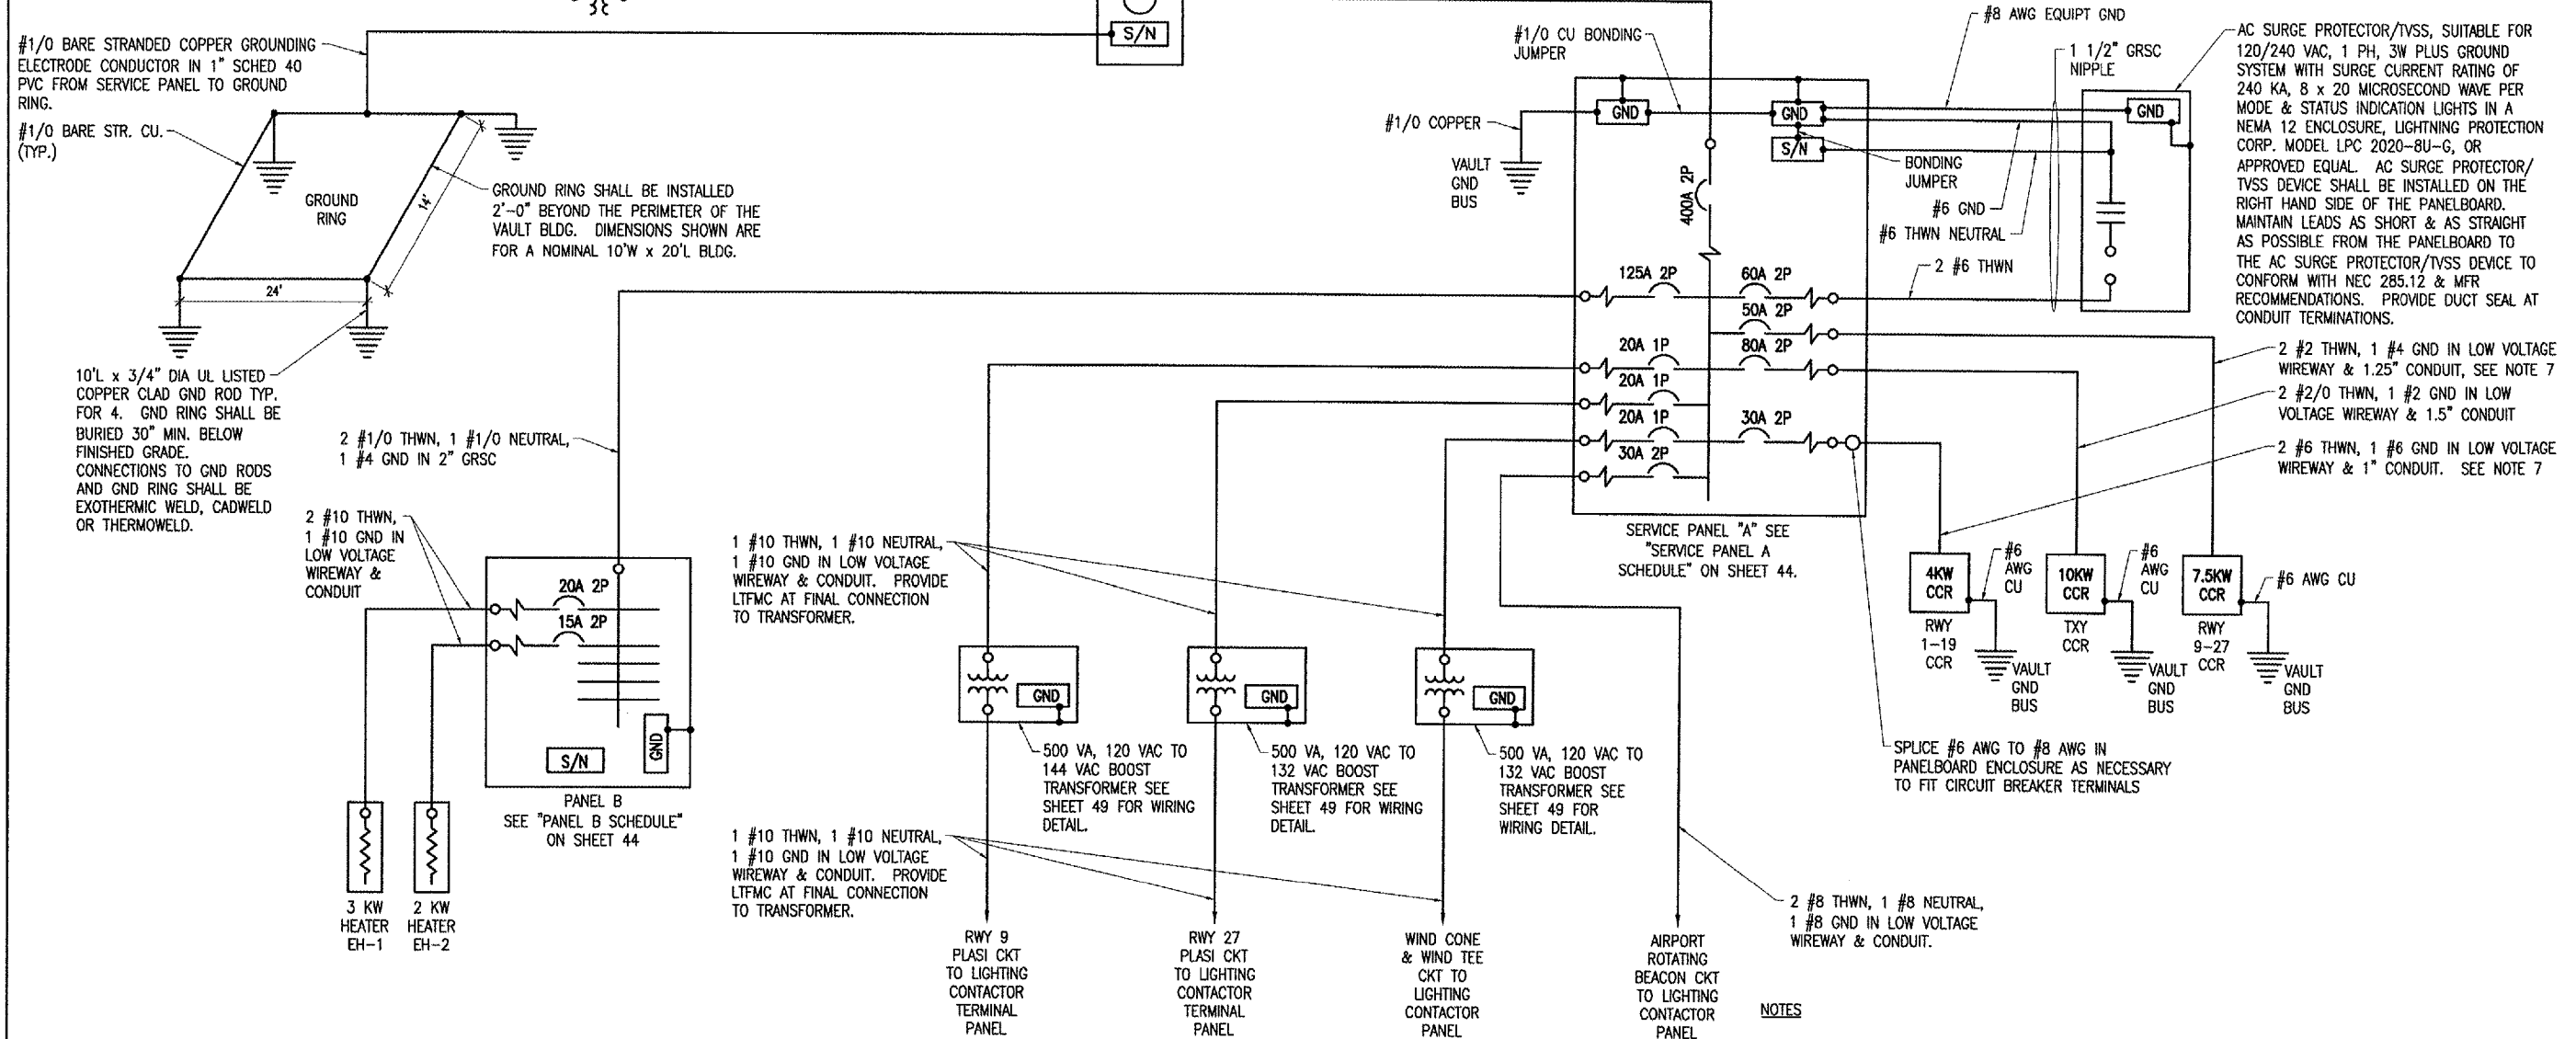 #1/0 BARE STRANDED COPPER GROUNDING
ELECTRODE CONDUCTOR IN 1" SCHED 40
PVC FROM SERVICE PANEL TO GROUND
RING.
#1/0 BARE STR. CU.
(TYP.)
GROUND
RING
14'
24'
GROUND RING SHALL BE INSTALLED
2'-0" BEYOND THE PERIMETER OF THE
VAULT BLDG. DIMENSIONS SHOWN ARE
FOR A NOMINAL 10'W x 20'L BLDG.
10'L x 3/4" DIA UL LISTED
COPPER CLAD GND ROD TYP.
FOR 4. GND RING SHALL BE
BURIED 30" MIN. BELOW
FINISHED GRADE.
CONNECTIONS TO GND RODS
AND GND RING SHALL BE
EXOTHERMIC WELD, CADWELD
OR THERMOWELD.
S/N
#1/0 CU BONDING
JUMPER
#1/0 COPPER
VAULT
GND
BUS
GND
GND
S/N
400A 2P
BONDING
JUMPER
#8 AWG EQUIPT GND
1 1/2" GRSC
NIPPLE
GND
#6 GND
#6 THWN NEUTRAL
2 #6 THWN
AC SURGE PROTECTOR/TVSS, SUITABLE FOR
120/240 VAC, 1 PH, 3W PLUS GROUND
SYSTEM WITH SURGE CURRENT RATING OF
240 KA, 8 x 20 MICROSECOND WAVE PER
MODE & STATUS INDICATION LIGHTS IN A
NEMA 12 ENCLOSURE, LIGHTNING PROTECTION
CORP. MODEL LPC 2020-8U-G, OR
APPROVED EQUAL. AC SURGE PROTECTOR/
TVSS DEVICE SHALL BE INSTALLED ON THE
RIGHT HAND SIDE OF THE PANELBOARD.
MAINTAIN LEADS AS SHORT & AS STRAIGHT
AS POSSIBLE FROM THE PANELBOARD TO
THE AC SURGE PROTECTOR/TVSS DEVICE TO
CONFORM WITH NEC 285.12 & MFR
RECOMMENDATIONS. PROVIDE DUCT SEAL AT
CONDUIT TERMINATIONS.
125A 2P
60A 2P
50A 2P
20A 1P
80A 2P
20A 1P
20A 1P
30A 2P
30A 2P
SERVICE PANEL "A" SEE
"SERVICE PANEL A
SCHEDULE" ON SHEET 44.
2 #2 THWN, 1 #4 GND IN LOW VOLTAGE
WIREWAY & 1.25" CONDUIT, SEE NOTE 7
2 #2/0 THWN, 1 #2 GND IN LOW
VOLTAGE WIREWAY & 1.5" CONDUIT
2 #6 THWN, 1 #6 GND IN LOW VOLTAGE
WIREWAY & 1" CONDUIT. SEE NOTE 7
4KW
CCR
RWY
1-19
CCR
#6
AWG
CU
VAULT
GND
BUS
10KW
CCR
TXY
CCR
#6
AWG
CU
VAULT
GND
BUS
7.5KW
CCR
RWY
9-27
CCR
#6 AWG CU
VAULT
GND
BUS
SPLICE #6 AWG TO #8 AWG IN
PANELBOARD ENCLOSURE AS NECESSARY
TO FIT CIRCUIT BREAKER TERMINALS
2 #1/0 THWN, 1 #1/0 NEUTRAL,
1 #4 GND IN 2" GRSC
2 #10 THWN,
1 #10 GND IN
LOW VOLTAGE
WIREWAY &
CONDUIT
20A 2P
15A 2P
S/N
GND
PANEL B
SEE "PANEL B SCHEDULE"
ON SHEET 44
3 KW
HEATER
EH-1
2 KW
HEATER
EH-2
1 #10 THWN, 1 #10 NEUTRAL,
1 #10 GND IN LOW VOLTAGE
WIREWAY & CONDUIT. PROVIDE
LTFMC AT FINAL CONNECTION
TO TRANSFORMER.
GND
GND
GND
500 VA, 120 VAC TO
144 VAC BOOST
TRANSFORMER SEE
SHEET 49 FOR WIRING
DETAIL.
500 VA, 120 VAC TO
132 VAC BOOST
TRANSFORMER SEE
SHEET 49 FOR WIRING
DETAIL.
500 VA, 120 VAC TO
132 VAC BOOST
TRANSFORMER SEE
SHEET 49 FOR
WIRING DETAIL.
1 #10 THWN, 1 #10 NEUTRAL,
1 #10 GND IN LOW VOLTAGE
WIREWAY & CONDUIT. PROVIDE
LTFMC AT FINAL CONNECTION
TO TRANSFORMER.
2 #8 THWN, 1 #8 NEUTRAL,
1 #8 GND IN LOW VOLTAGE
WIREWAY & CONDUIT.
RWY 9
PLASI CKT
TO LIGHTING
CONTACTOR
TERMINAL
PANEL
RWY 27
PLASI CKT
TO LIGHTING
CONTACTOR
TERMINAL
PANEL
WIND CONE
& WIND TEE
CKT TO
LIGHTING
CONTACTOR
PANEL
AIRPORT
ROTATING
BEACON CKT
TO LIGHTING
CONTACTOR
PANEL
NOTES